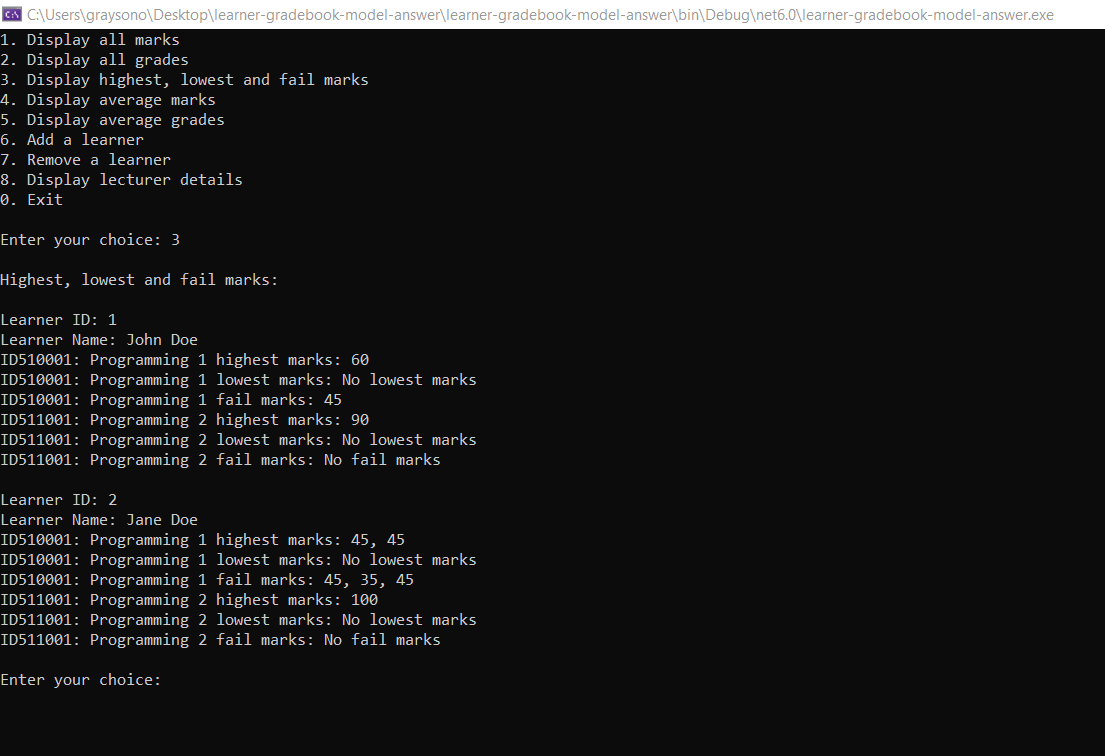 C:\Users\graysono\Desktop\learner-gradebook-model-answer\learner-gradebook-model-answer\bin\Debug\net6.0\learner-gradebook-model-answer.exe
1. Display all marks
2. Display all grades
3. Display highest, lowest and fail marks
4. Display average marks
5. Display average grades
6. Add a learner
7. Remove a learner
8. Display lecturer details
0. Exit
Enter your choice: 3
Highest, lowest and fail marks:
Learner ID: 1
Learner Name: John Doe
ID510001: Programming 1 highest marks: 60
ID510001: Programming 1 lowest marks: No lowest marks
ID510001: Programming 1 fail marks: 45
ID511001: Programming 2 highest marks: 90
ID511001: Programming 2 lowest marks: No lowest marks
ID511001: Programming 2 fail marks: No fail marks
Learner ID: 2
Learner Name: Jane Doe
ID510001: Programming 1 highest marks: 45, 45
ID510001: Programming 1 lowest marks: No lowest marks
ID510001: Programming 1 fail marks: 45, 35, 45
ID511001: Programming 2 highest marks: 100
ID511001: Programming 2 lowest marks: No lowest marks
ID511001: Programming 2 fail marks: No fail marks
Enter your choice: